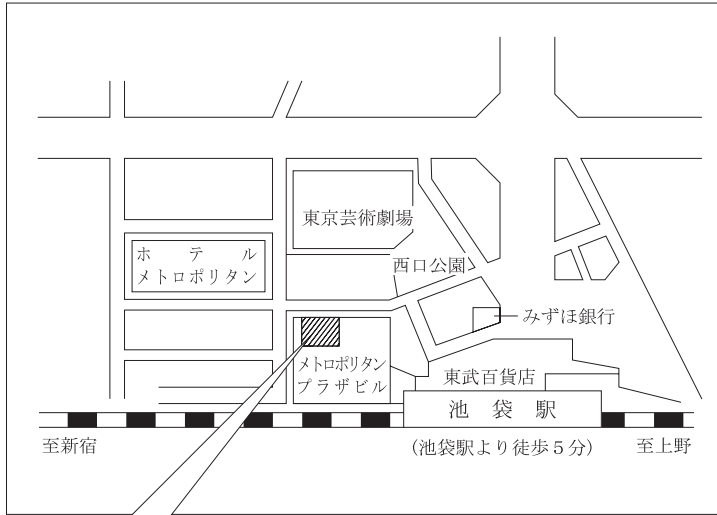 東京芸術劇場
ホテル
メトロポリタン
西口公園
みずほ銀行
メトロポリタン
プラザビル
東武百貨店
池袋駅
至新宿
(池袋駅より徒歩5分)
至上野